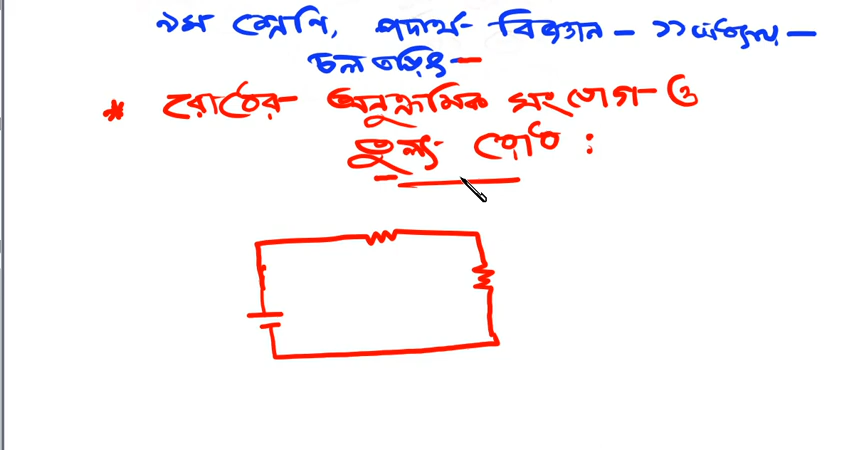 ৯ম শ্রেণি, পদার্থ বিজ্ঞান - ১১ অধ্যায় -
চল তড়িৎ -
* রোধের অনুক্রমিক সংযোগ ও
তুল্য রোধ :